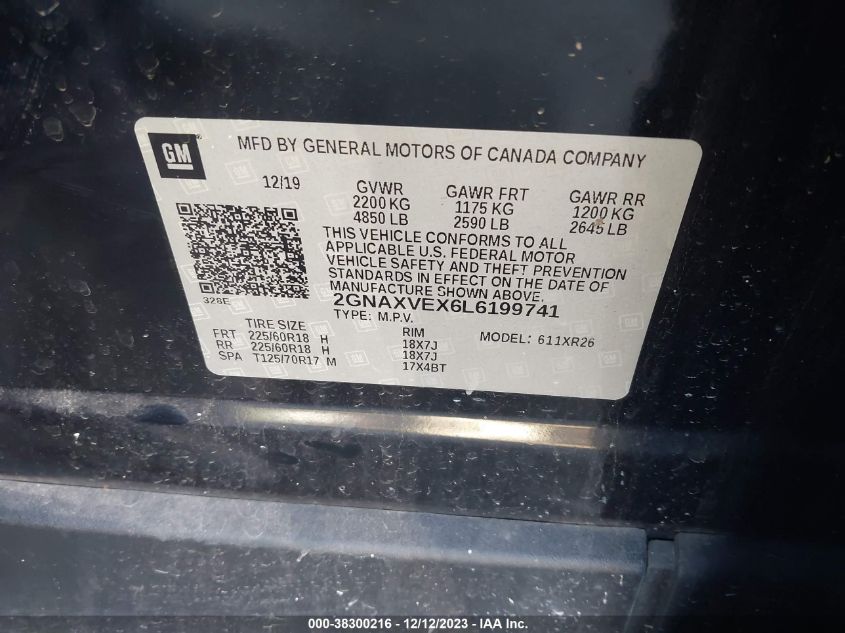 GM
MFD BY GENERAL MOTORS OF CANADA COMPANY
12/19 GVWR GAWR FRT GAWR RR
2200 KG 1175 KG 1200 KG
4850 LB 2590 LB 2645 LB
THIS VEHICLE CONFORMS TO ALL
APPLICABLE U.S. FEDERAL MOTOR
VEHICLE SAFETY AND THEFT PREVENTION
STANDARDS IN EFFECT ON THE DATE OF
MANUFACTURE SHOWN ABOVE.
328E 2GNAXVEX6L6199741
TYPE: M.P.V.
TIRE SIZE RIM MODEL: 611XR26
FRT 225/60R18 H 18X7J
RR 225/60R18 H 18X7J
SPA T125/70R17 M 17X4BT
000-38300216 - 12/12/2023 - IAA Inc.